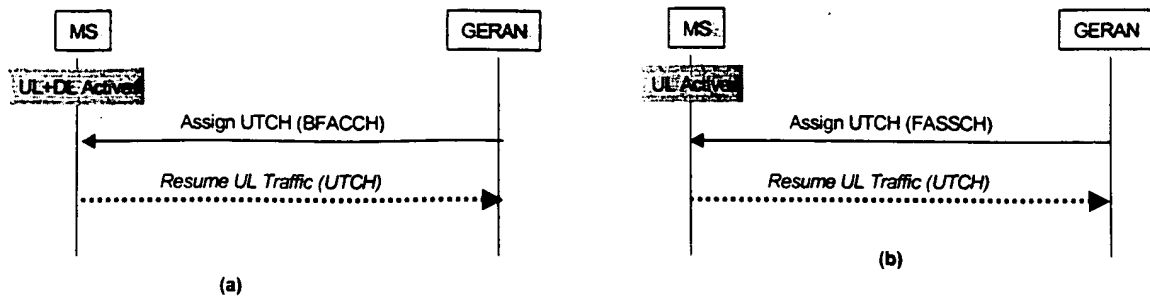 MS
GERAN
UL+DL Active
Assign UTCH (BFACCH)
Resume UL Traffic (UTCH)
(a)
MS
GERAN
UL Active
Assign UTCH (FASSCH)
Resume UL Traffic (UTCH)
(b)